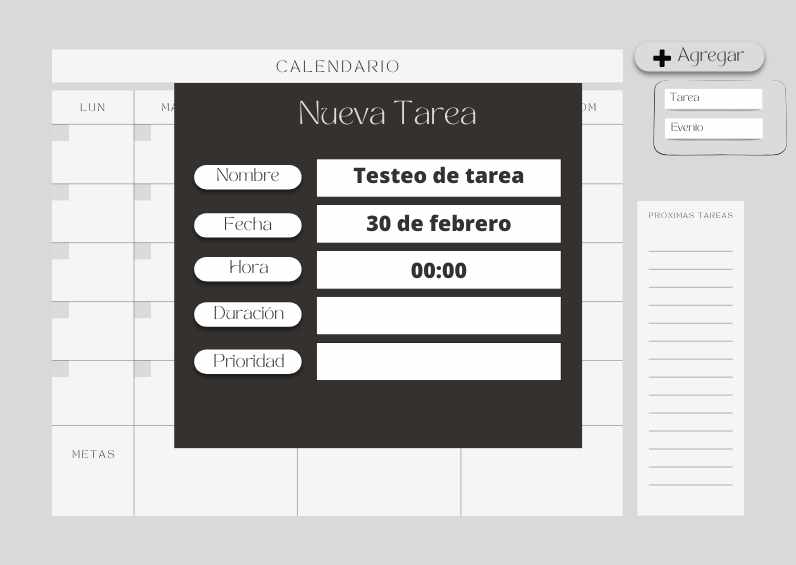 CALENDARIO
Agregar
Tarea
Evento
LUN
MA
OM
Nueva Tarea
Nombre
Testeo de tarea
Fecha
30 de febrero
Hora
00:00
Duración
Prioridad
PROXIMAS TAREAS
METAS